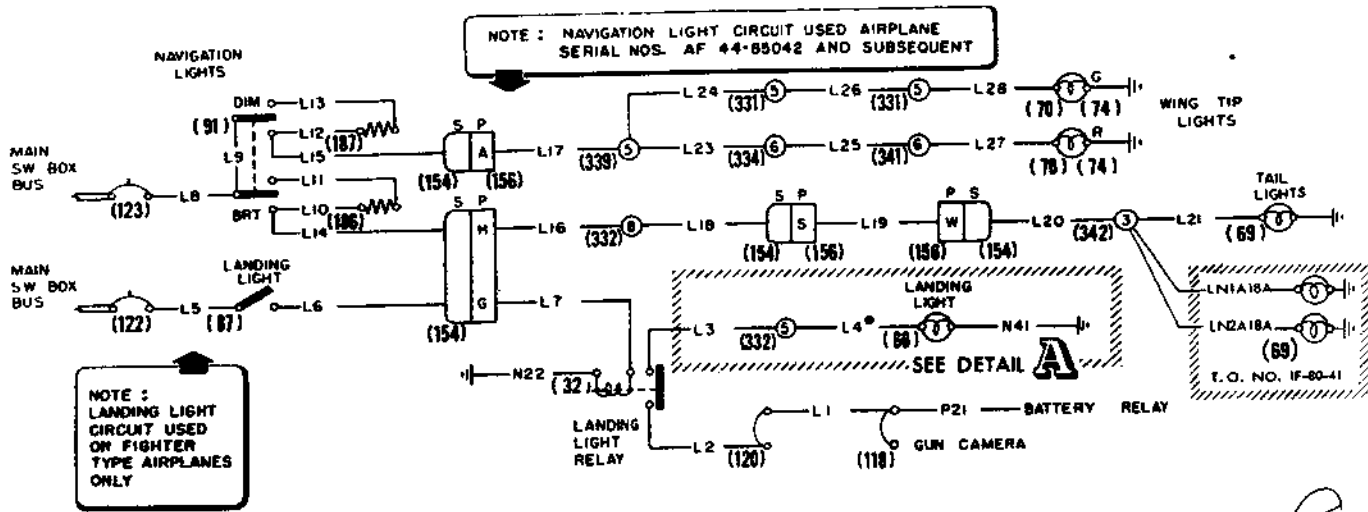 NOTE : NAVIGATION LIGHT CIRCUIT USED AIRPLANE
SERIAL NOS. AF 44-85042 AND SUBSEQUENT
NAVIGATION
LIGHTS
DIM
L13
(91)
L12
(187)
L15
L9
L11
L10
(186)
BRT
L14
MAIN
SW BOX
BUS
(123)
L8
S P
A
(154) (156)
L17
(339)
5
L24
(331)
5
L26
(331)
5
L28
(70)
G
(74)
L23
(334)
6
L25
(341)
6
L27
(70)
R
(74)
WING TIP
LIGHTS
S P
H
G
(154)
L16
(332)
8
L18
S P
S
(154) (156)
L19
P S
W
(156) (154)
L20
(342)
3
L21
TAIL
LIGHTS
(69)
LN1A18A
LN2A18A
(69)
T.O. NO. 1F-80-41
MAIN
SW BOX
BUS
(122)
L5
LANDING
LIGHT
(87)
L6
L7
LANDING
LIGHT
L3
(332)
5
L4
(68)
N41
SEE DETAIL A
N22
(32)
LANDING
LIGHT
RELAY
L2
(120)
L1
(118)
P21
BATTERY RELAY
GUN CAMERA
NOTE :
LANDING LIGHT
CIRCUIT USED
ON FIGHTER
TYPE AIRPLANES
ONLY